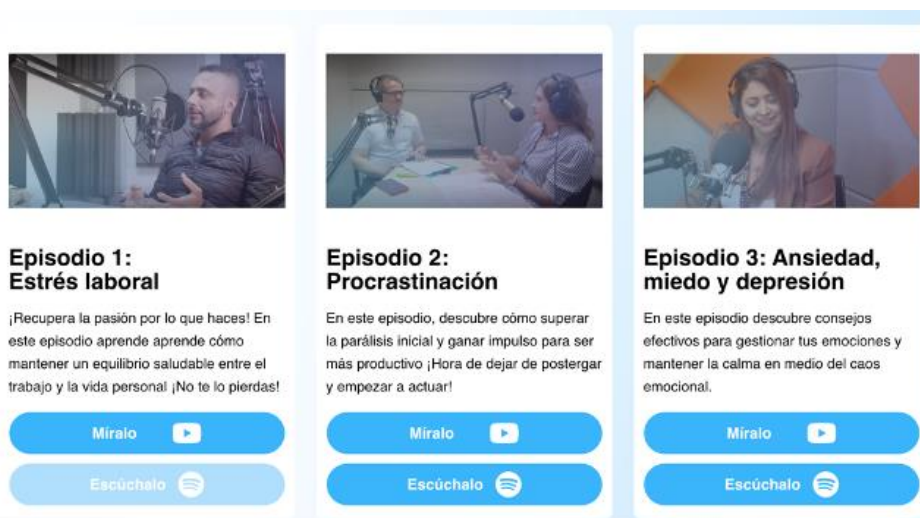 Episodio 1:
Estrés laboral
¡Recupera la pasión por lo que haces! En
este episodio aprende aprende cómo
mantener un equilibrio saludable entre el
trabajo y la vida personal ¡No te lo pierdas!
Míralo
Escúchalo
Episodio 2:
Procrastinación
En este episodio, descubre cómo superar
la parálisis inicial y ganar impulso para ser
más productivo ¡Hora de dejar de postergar
y empezar a actuar!
Míralo
Escúchalo
Episodio 3: Ansiedad,
miedo y depresión
En este episodio descubre consejos
efectivos para gestionar tus emociones y
mantener la calma en medio del caos
emocional.
Míralo
Escúchalo